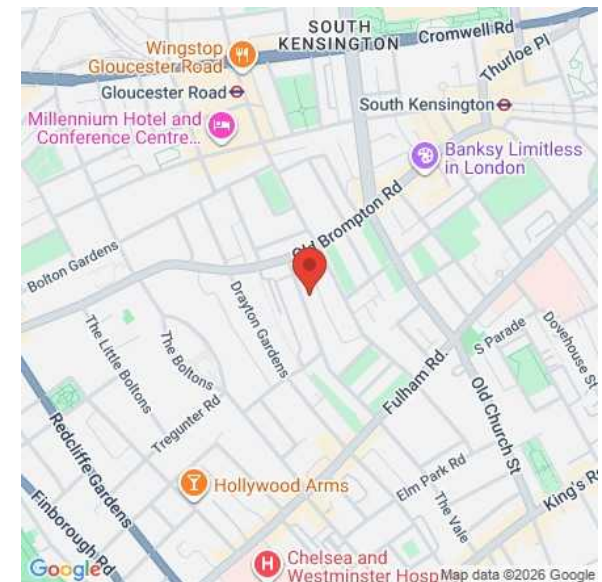 SOUTH
KENSINGTON
Cromwell Rd
Wingstop
Gloucester Road
Thurloe Pl
Gloucester Road
South Kensington
Millennium Hotel and
Conference Centre...
Banksy Limitless
in London
Old Brompton Rd
Bolton Gardens
Drayton Gardens
The Little Boltons
The Boltons
Tregunter Rd
Fulham Rd.
S Parade
Dovehouse St
Old Church St
Redcliffe Gardens
Finborough Rd
Hollywood Arms
Elm Park Rd
The Vale
King's Rd
Chelsea and
Westminster Hosp
Google
Map data ©2026 Google